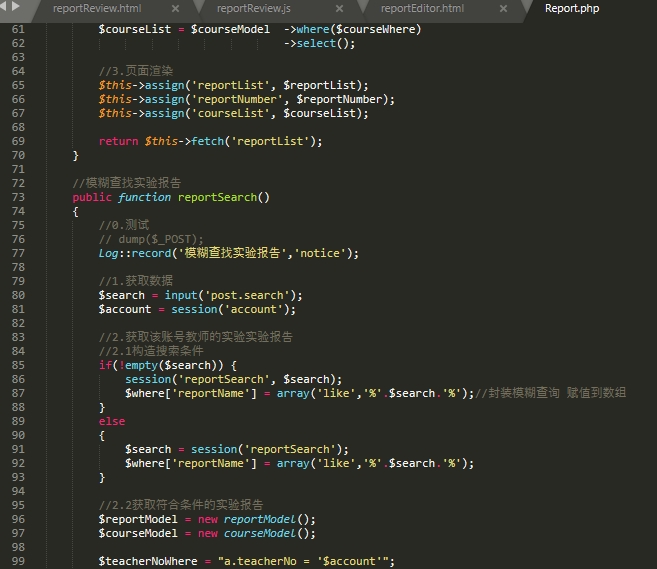 reportReview.html × reportReview.js × reportEditor.html × Report.php
61 $courseList = $courseModel ->where($courseWhere)
62 ->select();
63
64 //3.页面渲染
65 $this->assign('reportList', $reportList);
66 $this->assign('reportNumber', $reportNumber);
67 $this->assign('courseList', $courseList);
68
69 return $this->fetch('reportList');
70 }
71
72 //模糊查找实验报告
73 public function reportSearch()
74 {
75 //0.测试
76 // dump($_POST);
77 Log::record('模糊查找实验报告','notice');
78
79 //1.获取数据
80 $search = input('post.search');
81 $account = session('account');
82
83 //2.获取该账号教师的实验实验报告
84 //2.1构造搜索条件
85 if(!empty($search)) {
86 session('reportSearch', $search);
87 $where['reportName'] = array('like','%'.$search.'%');//封装模糊查询 赋值到数组
88 }
89 else
90 {
91 $search = session('reportSearch');
92 $where['reportName'] = array('like','%'.$search.'%');
93 }
94
95 //2.2获取符合条件的实验报告
96 $reportModel = new reportModel();
97 $courseModel = new courseModel();
98
99 $teacherNoWhere = "a.teacherNo = '$account'";